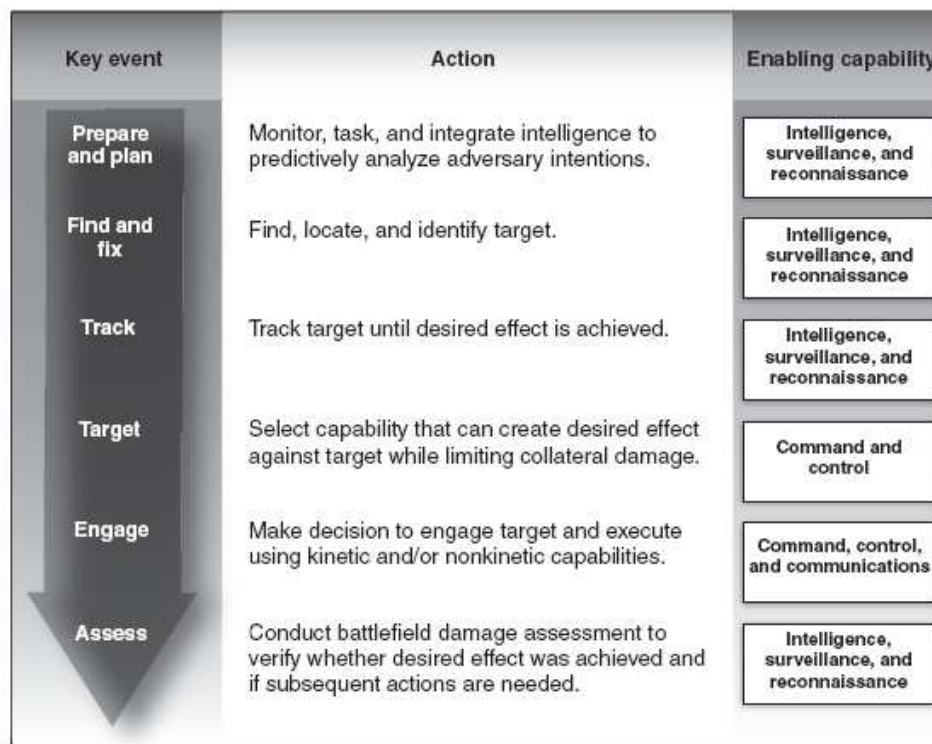 Key event
Action
Enabling capability
Prepare
and plan
Monitor, task, and integrate intelligence to
predictively analyze adversary intentions.
Intelligence,
surveillance, and
reconnaissance
Find and
fix
Find, locate, and identify target.
Intelligence,
surveillance, and
reconnaissance
Track
Track target until desired effect is achieved.
Intelligence,
surveillance, and
reconnaissance
Target
Select capability that can create desired effect
against target while limiting collateral damage.
Command and
control
Engage
Make decision to engage target and execute
using kinetic and/or nonkinetic capabilities.
Command, control,
and communications
Assess
Conduct battlefield damage assessment to
verify whether desired effect was achieved and
if subsequent actions are needed.
Intelligence,
surveillance, and
reconnaissance